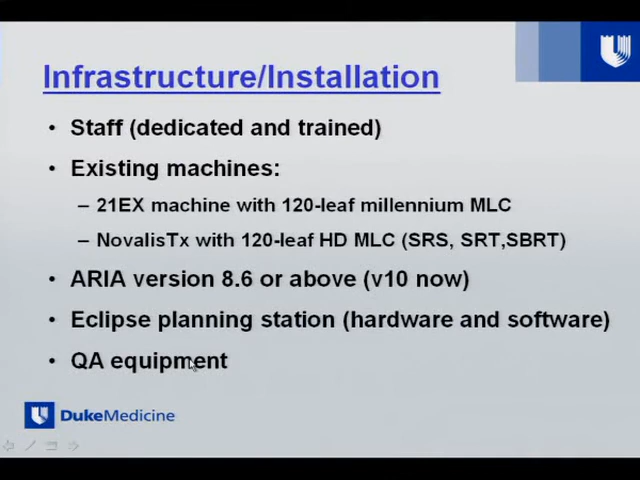 Infrastructure/Installation
• Staff (dedicated and trained)
• Existing machines:
– 21EX machine with 120-leaf millennium MLC
– NovalisTx with 120-leaf HD MLC (SRS, SRT,SBRT)
• ARIA version 8.6 or above (v10 now)
• Eclipse planning station (hardware and software)
• QA equipment
DukeMedicine